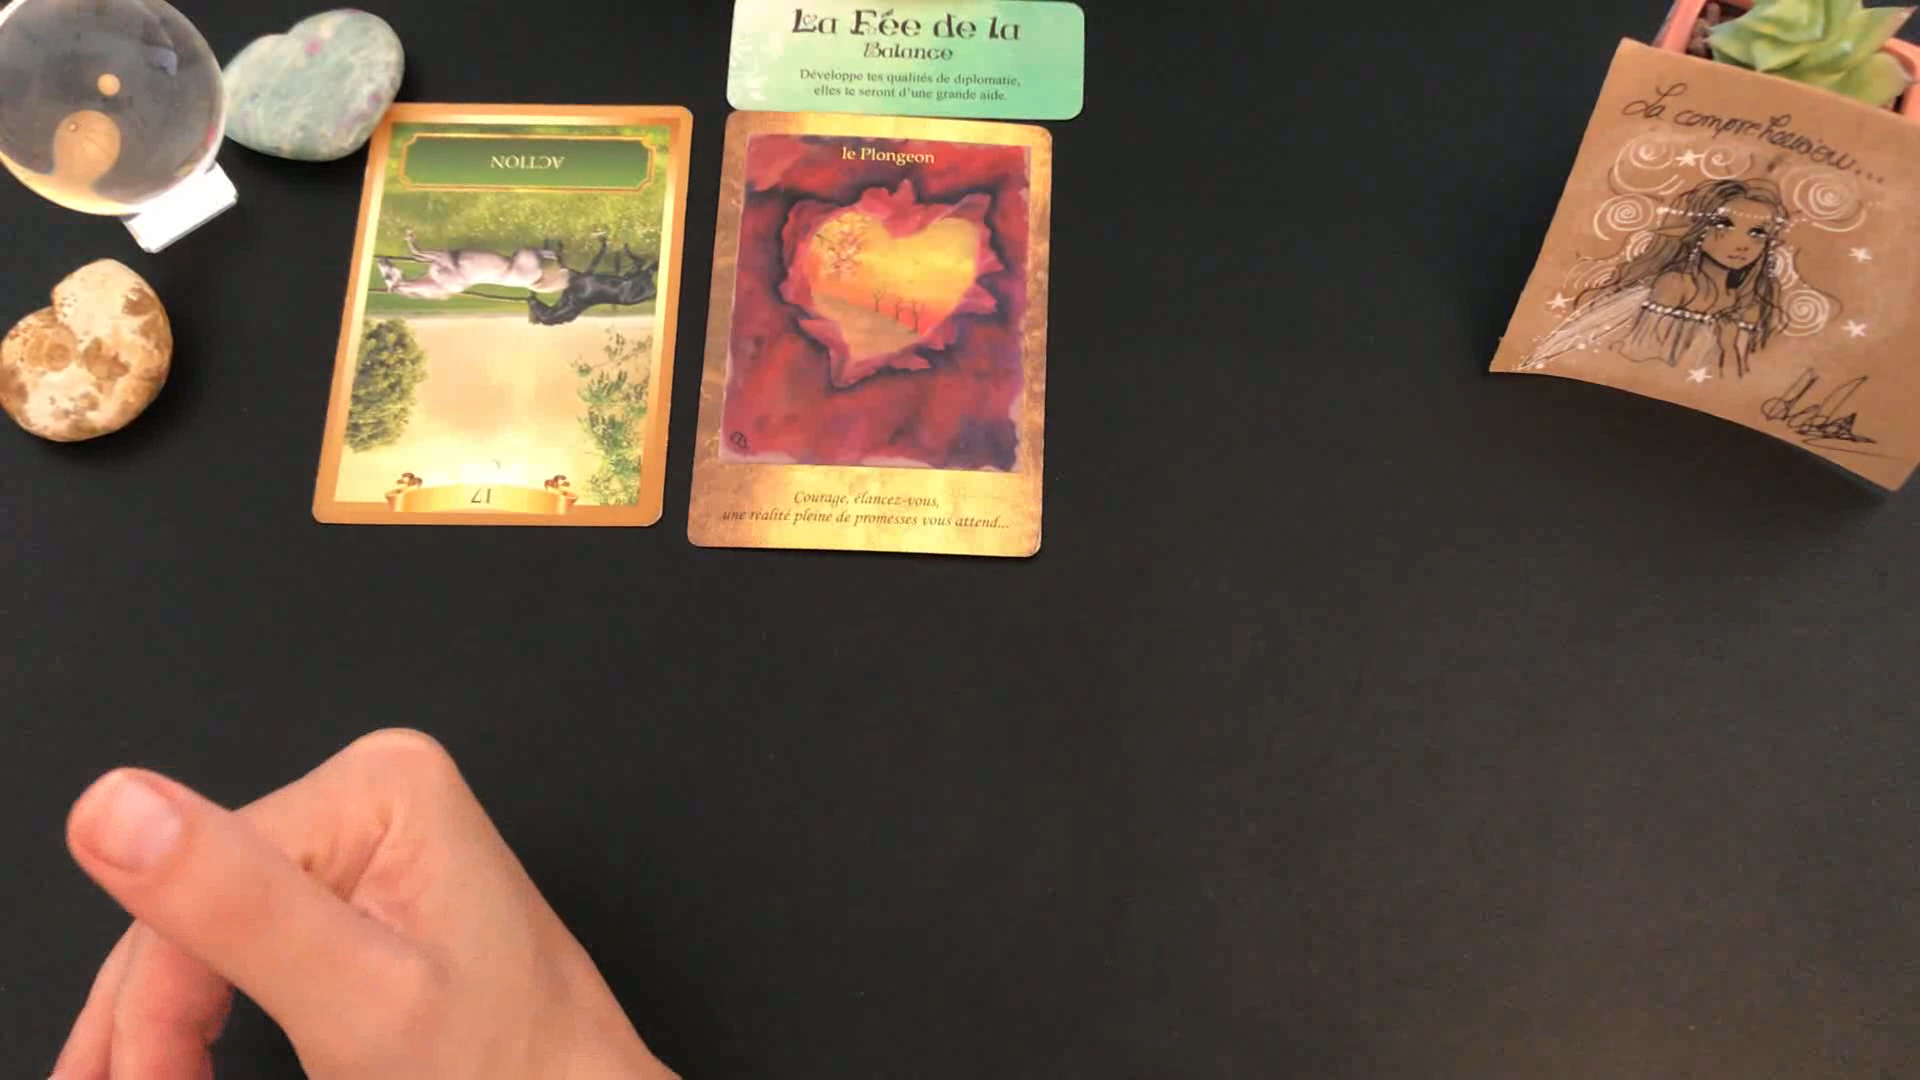 La Fée de la
Balance
Développe tes qualités de diplomatie,
elles te seront d'une grande aide.
ACTION
17
le Plongeon
Courage, élancez-vous,
une réalité pleine de promesses vous attend...
La compréhension...